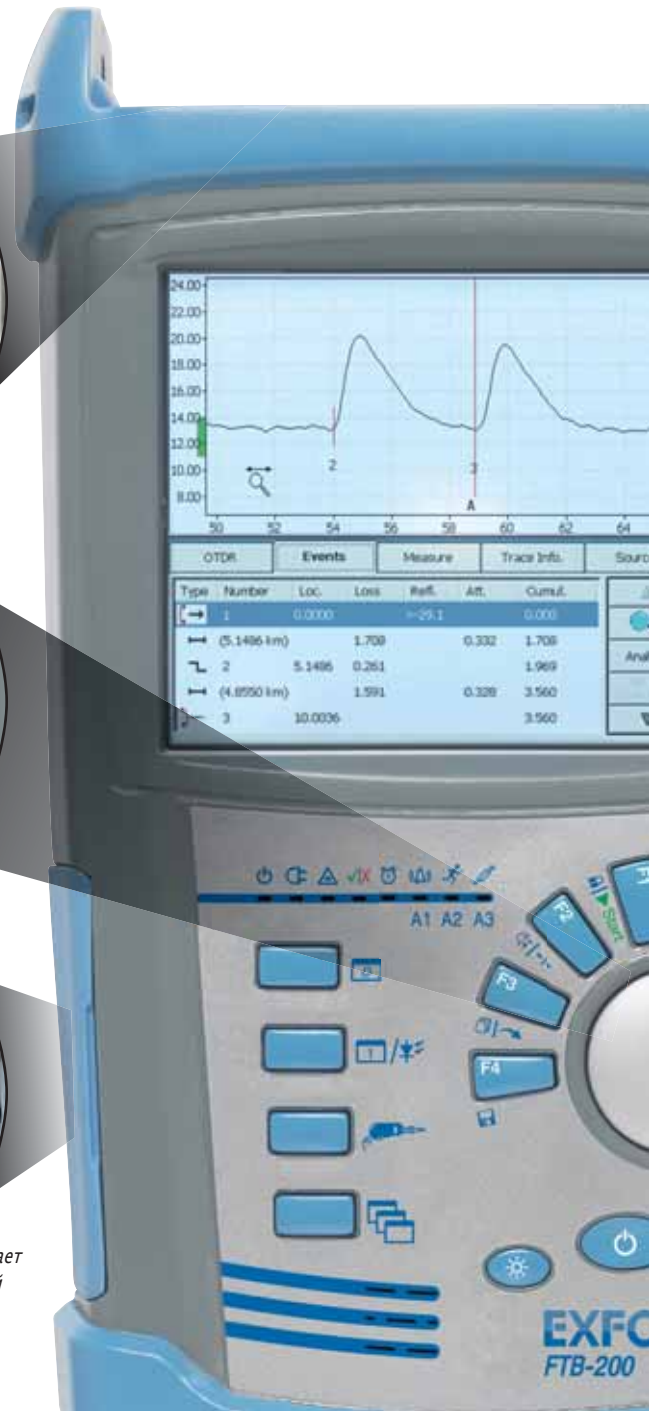 24.00
22.00
20.00
18.00
16.00
14.00
12.00
10.00
8.00
2
3
A
50 52 54 56 58 60 62 64
OTDR Events Measure Trace Info.
Type Number Loc. Loss Refl. Att. Cumul.
1 0.0000 >-29.1 0.000
(5.1486 km) 1.708 0.332 1.708
2 5.1486 0.261 1.969
(4.8550 km) 1.591 0.328 3.560
3 10.0036 3.560
A1 A2 A3
Start
F2
F3
F4
EXFO
FTB-200